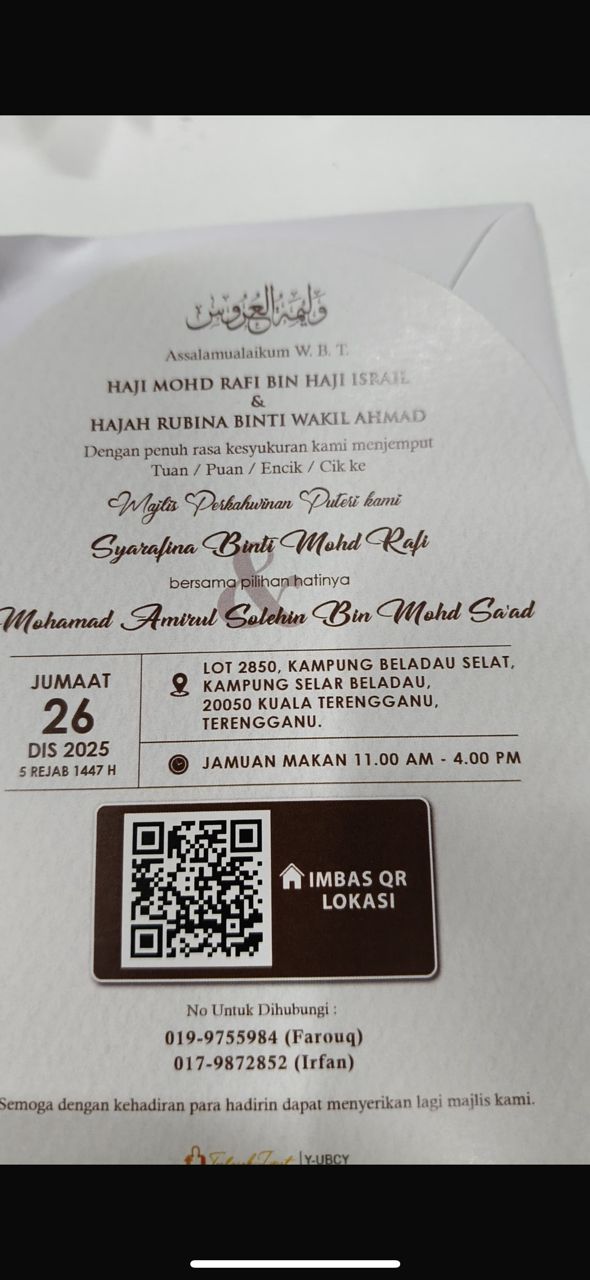 وليمة العروس
Assalamualaikum W. B. T.
HAJI MOHD RAFI BIN HAJI ISRAIL
&
HAJAH RUBINA BINTI WAKIL AHMAD
Dengan penuh rasa kesyukuran kami menjemput
Tuan / Puan / Encik / Cik ke
Majlis Perkahwinan Puteri kami
Syarafina Binti Mohd Rafi
&
bersama pilihan hatinya
Mohamad Amirul Solehin Bin Mohd Sa'ad
JUMAAT
26
DIS 2025
5 REJAB 1447 H
LOT 2850, KAMPUNG BELADAU SELAT,
KAMPUNG SELAR BELADAU,
20050 KUALA TERENGGANU,
TERENGGANU.
JAMUAN MAKAN 11.00 AM - 4.00 PM
IMBAS QR
LOKASI
No Untuk Dihubungi :
019-9755984 (Farouq)
017-9872852 (Irfan)
Semoga dengan kehadiran para hadirin dapat menyerikan lagi majlis kami.
Y-UBCY